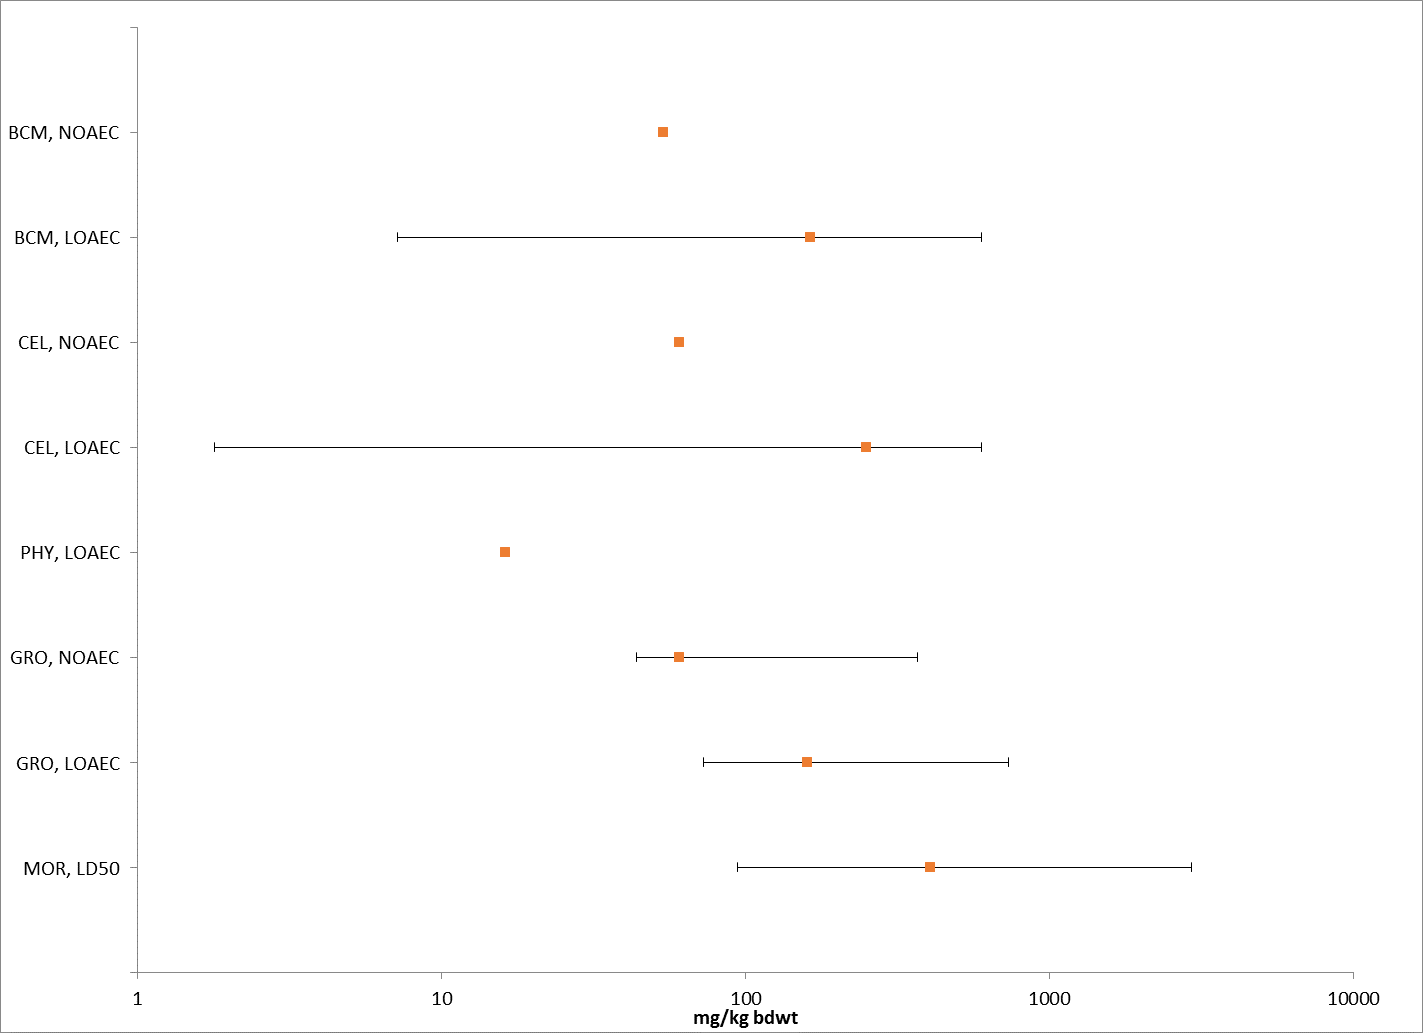 BCM, NOAEC
BCM, LOAEC
CEL, NOAEC
CEL, LOAEC
PHY, LOAEC
GRO, NOAEC
GRO, LOAEC
MOR, LD50
1 10 100 1000 10000
mg/kg bdwt